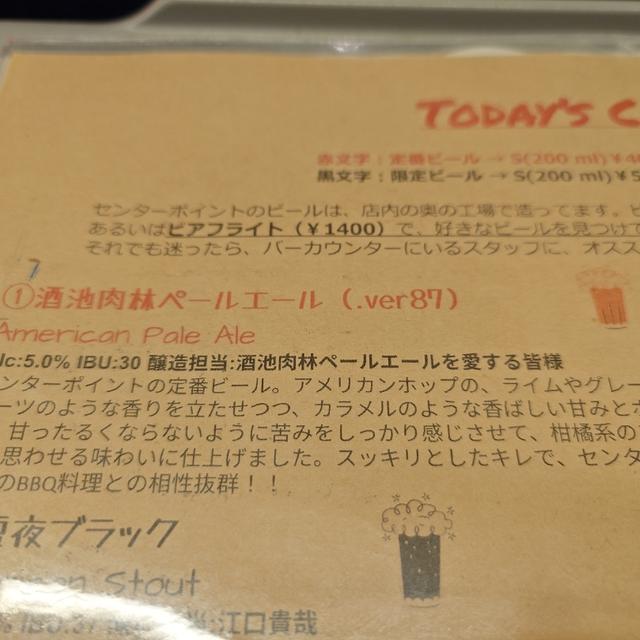 TODAY'S C
赤文字：定番ビール → S(200 ml)￥4
黒文字：限定ビール → S(200 ml)￥5
センターポイントのビールは、店内の奥の工場で造ってます。ビ
あるいはビアフライト（￥1400）で、好きなビールを見つけて
それでも迷ったら、バーカウンターにいるスタッフに、オスス
①酒池肉林ペールエール（.ver87）
American Pale Ale
lc:5.0% IBU:30 醸造担当:酒池肉林ペールエールを愛する皆様
ンターポイントの定番ビール。アメリカンホップの、ライムやグレー
ーツのような香りを立たせつつ、カラメルのような香ばしい甘みと
甘ったるくならないように苦みをしっかり感じさせて、柑橘系の
思わせる味わいに仕上げました。スッキリとしたキレで、センタ
のBBQ料理との相性抜群！！
夜ブラック
Stout
% IBU:37 当:江口貴哉